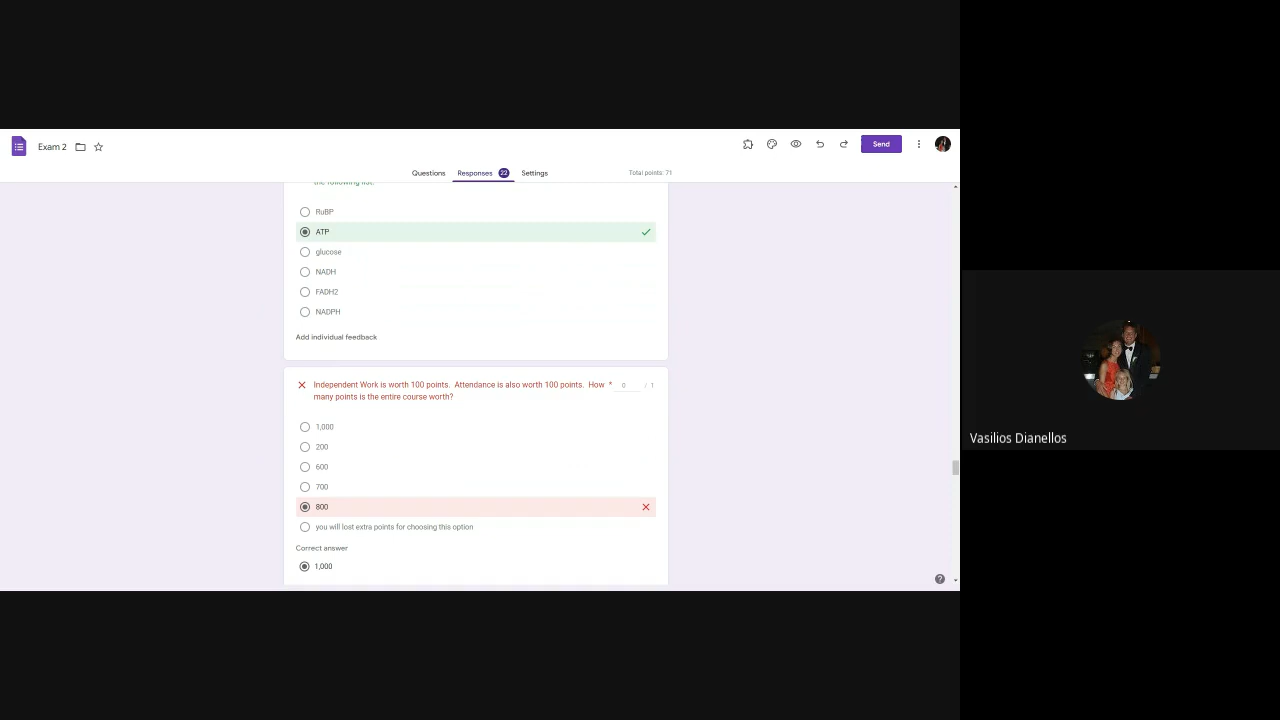 Exam 2
Send
Questions
Responses 22
Settings
Total points: 71
the following list:
RuBP
ATP
glucose
NADH
FADH2
NADPH
Add individual feedback
Independent Work is worth 100 points. Attendance is also worth 100 points. How * 0 / 1
many points is the entire course worth?
1,000
200
600
700
800
you will lost extra points for choosing this option
Correct answer
1,000
Vasilios Dianellos